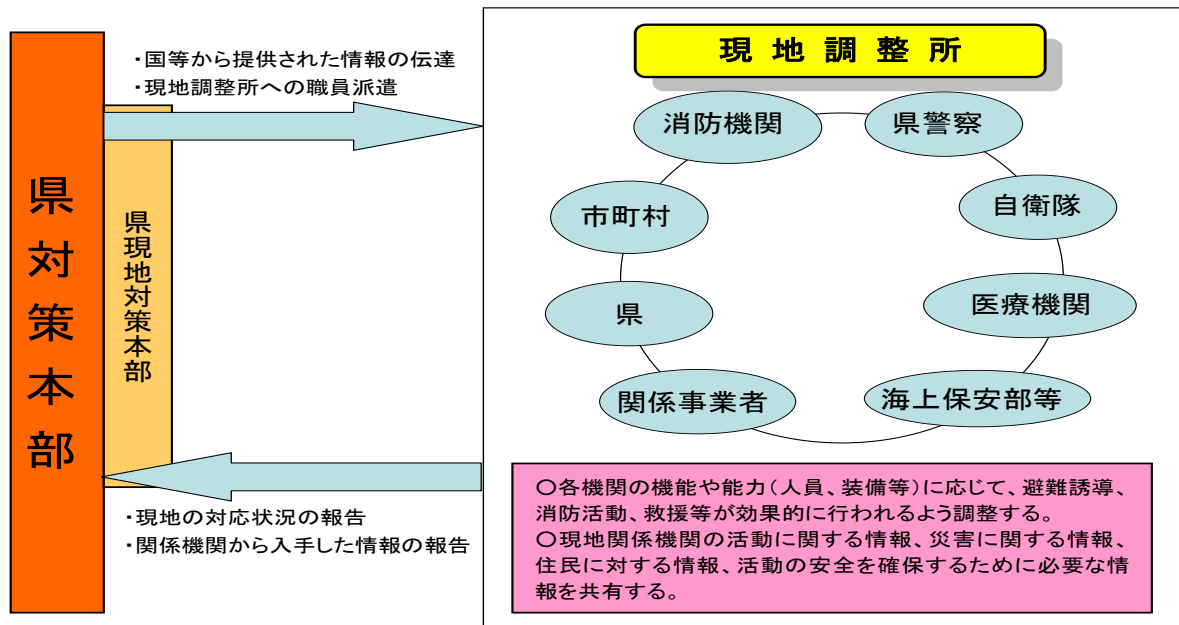 県対策本部
県現地対策本部
・国等から提供された情報の伝達
・現地調整所への職員派遣
・現地の対応状況の報告
・関係機関から入手した情報の報告
現地調整所
消防機関
県警察
市町村
自衛隊
県
医療機関
関係事業者
海上保安部等
○各機関の機能や能力(人員、装備等)に応じて、避難誘導、
消防活動、救援等が効果的に行われるよう調整する。
○現地関係機関の活動に関する情報、災害に関する情報、
住民に対する情報、活動の安全を確保するために必要な情
報を共有する。